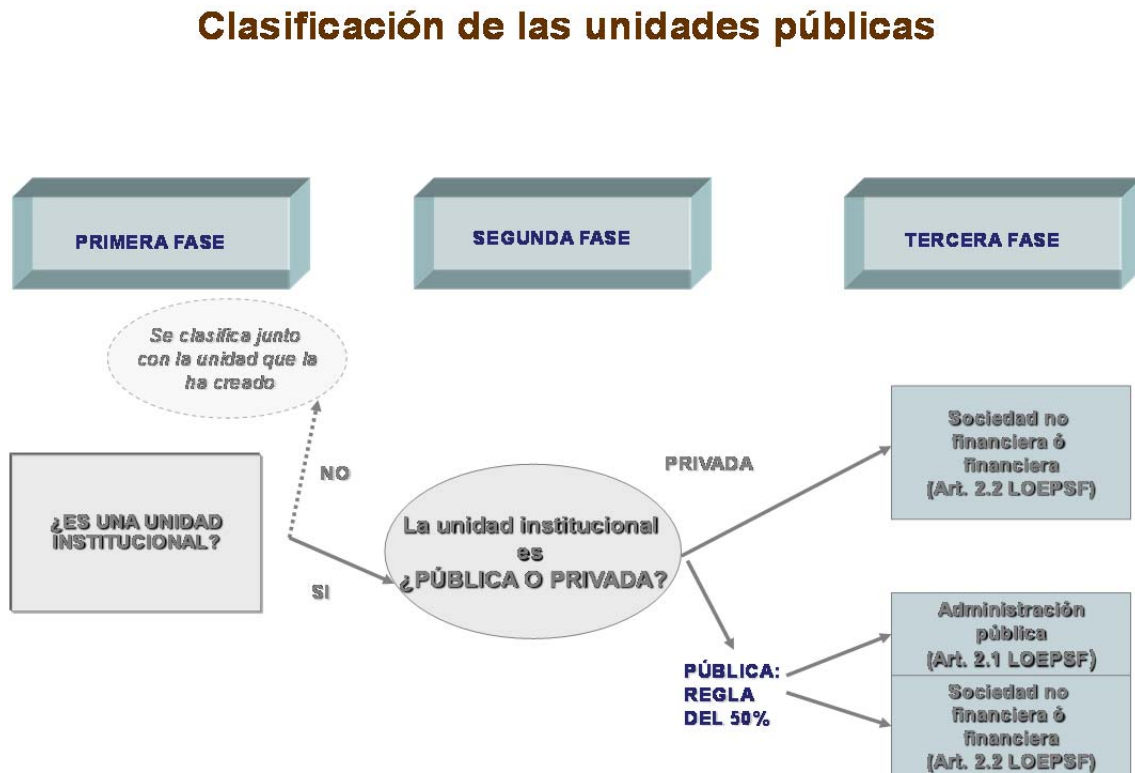 Clasificación de las unidades públicas
PRIMERA FASE
SEGUNDA FASE
TERCERA FASE
Se clasifica junto
con la unidad que la
ha creado
NO
¿ES UNA UNIDAD
INSTITUCIONAL?
SI
La unidad institucional
es
¿PÚBLICA O PRIVADA?
PRIVADA
Sociedad no
financiera ó
financiera
(Art. 2.2 LOEPSF)
PÚBLICA:
REGLA
DEL 50%
Administración
pública
(Art. 2.1 LOEPSF)
Sociedad no
financiera ó
financiera
(Art. 2.2 LOEPSF)